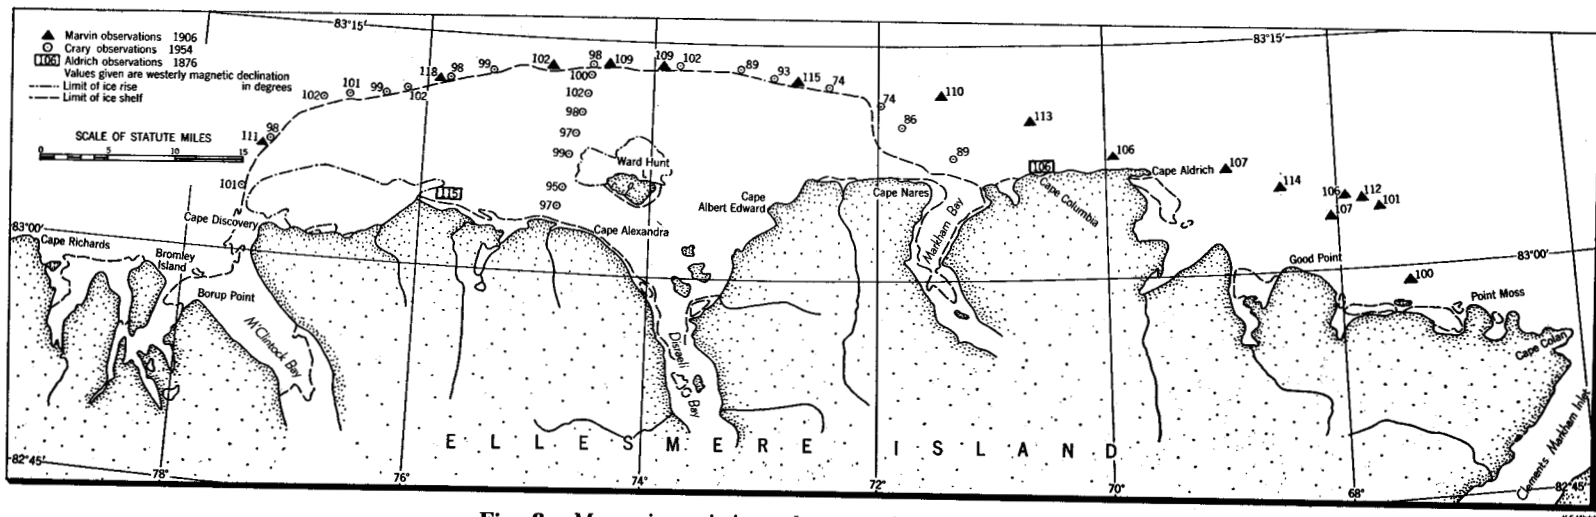 83°15'
83°15'
Marvin observations 1906
Crary observations 1954
106 Aldrich observations 1876
Values given are westerly magnetic declination
in degrees
Limit of ice rise
Limit of ice shelf
SCALE OF STATUTE MILES
0 5 10 15
102
101
99
102
118
98
99
102
98
109
109
102
89
93
115
74
74
86
89
110
113
106
107
114
106
112
101
107
100
111
98
101
100
102
98
97
99
95
97
115
106
Ward Hunt
Cape
Albert Edward
Cape Nares
Cape Columbia
Cape Aldrich
Markham Bay
Cape Discovery
Cape Alexandra
83°00'
Cape Richards
Bromley
Island
Borup Point
M'Clintock Bay
Disraeli
Bay
Good Point
83°00'
Point Moss
Cape Colan
Clements Markham Inlet
ELLESMERE ISLAND
82°45'
78°
76°
74°
72°
70°
68°
82°45'